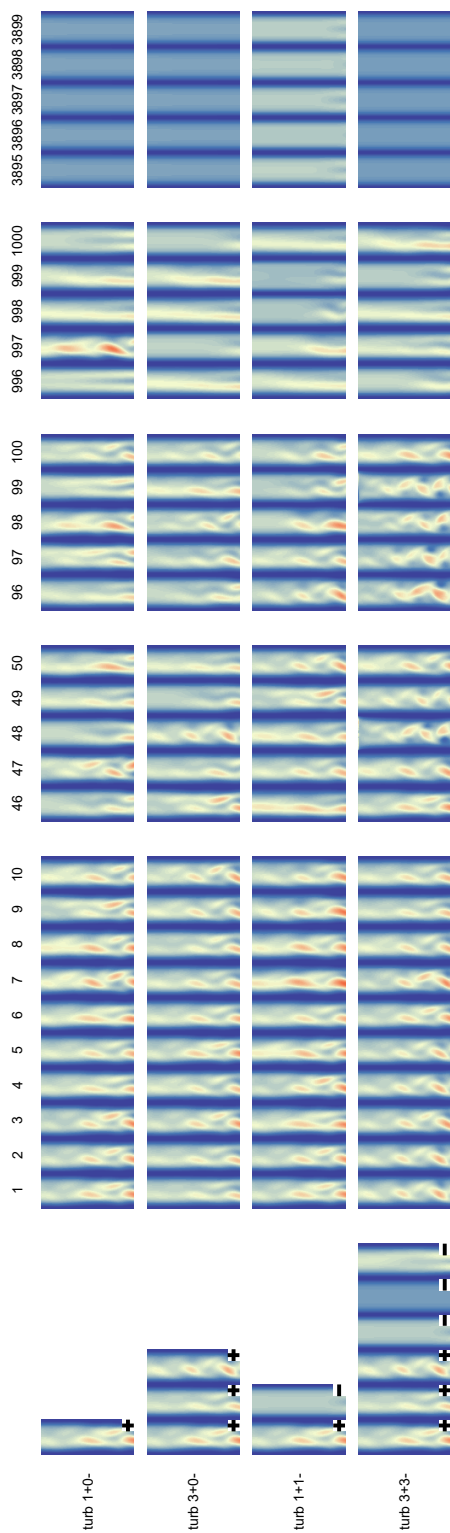 1 2 3 4 5 6 7 8 9 10 46 47 48 49 50 96 97 98 99 100 996 997 998 999 1000 3895 3896 3897 3898 3899
turb 1+0- +
turb 3+0- + + +
turb 1+1- + −
turb 3+3- + + + − − −